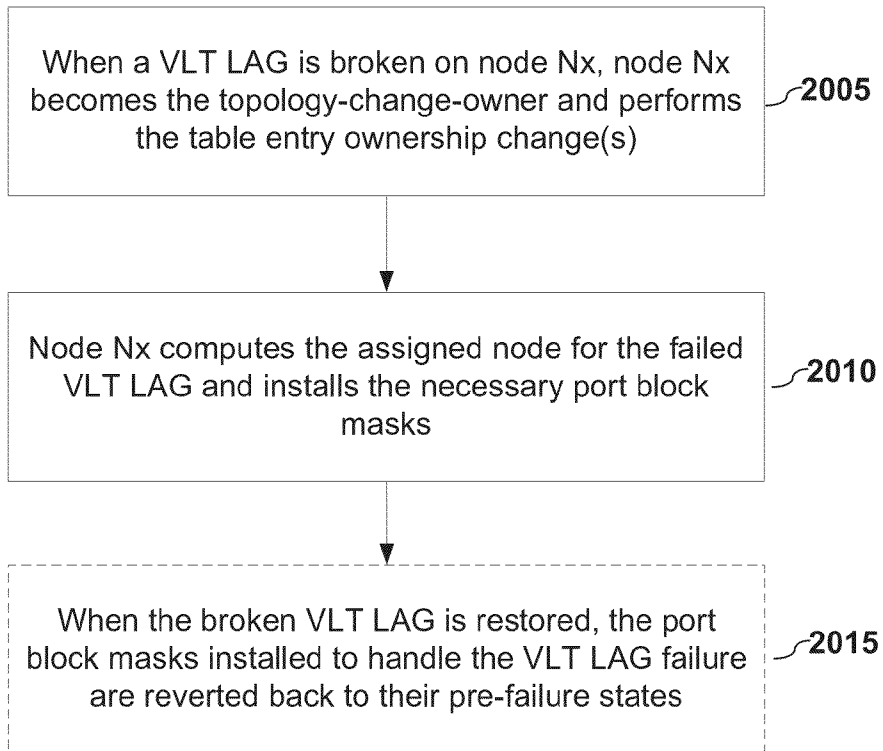 When a VLT LAG is broken on node Nx, node Nx
becomes the topology-change-owner and performs
the table entry ownership change(s)
2005
Node Nx computes the assigned node for the failed
VLT LAG and installs the necessary port block
masks
2010
When the broken VLT LAG is restored, the port
block masks installed to handle the VLT LAG failure
are reverted back to their pre-failure states
2015